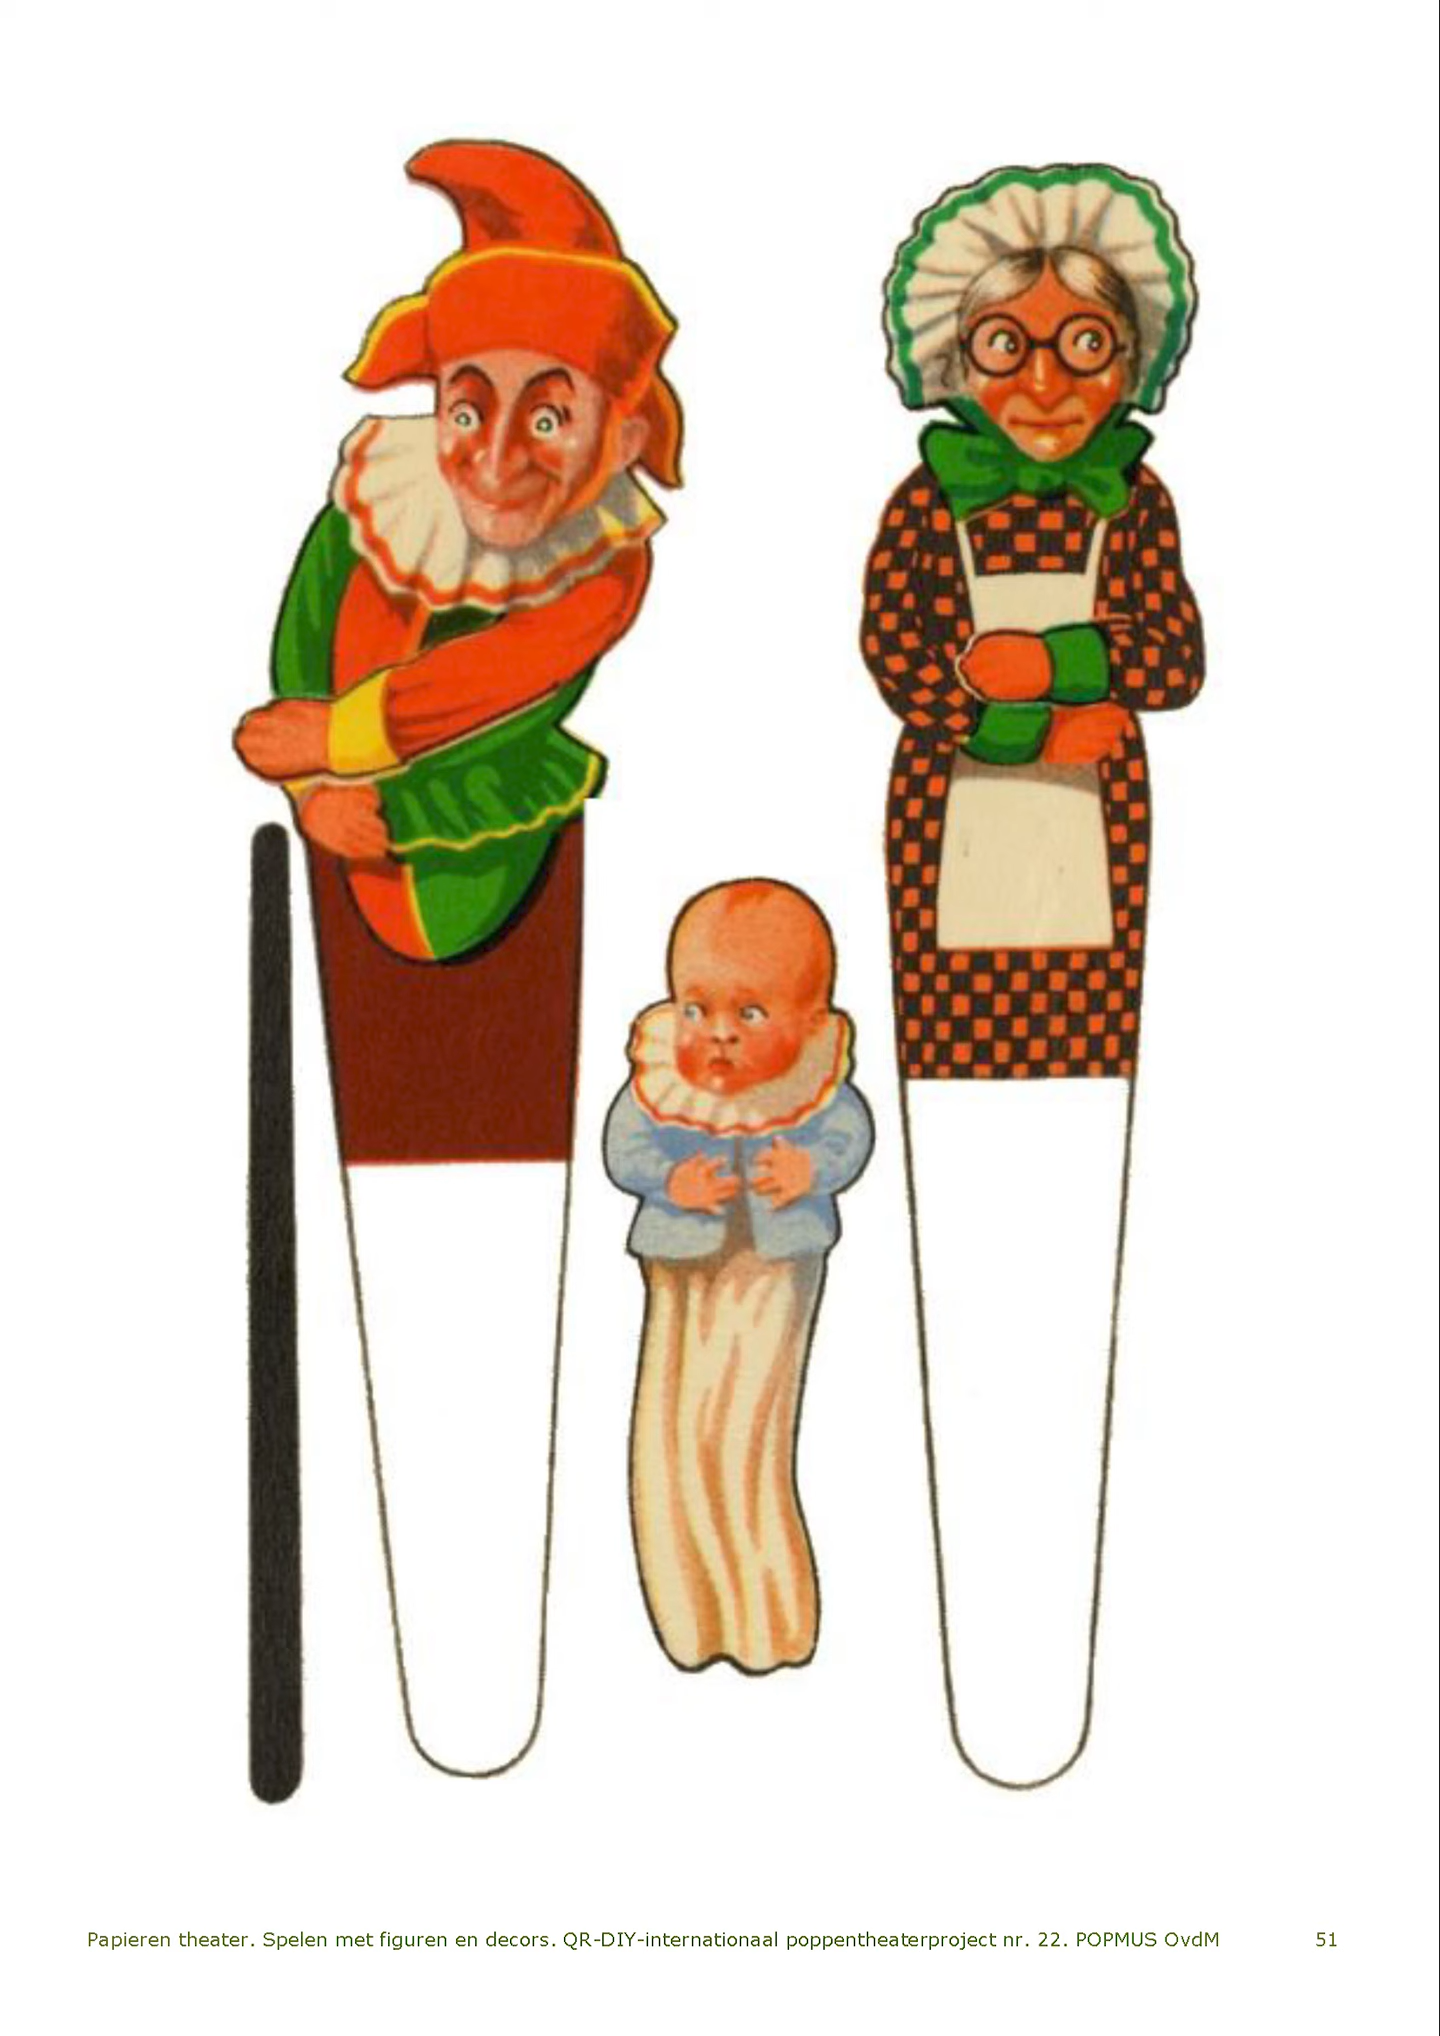 Papieren theater. Spelen met figuren en decors. QR-DIY-internationaal poppentheaterproject nr. 22. POPMUS OvdM 51